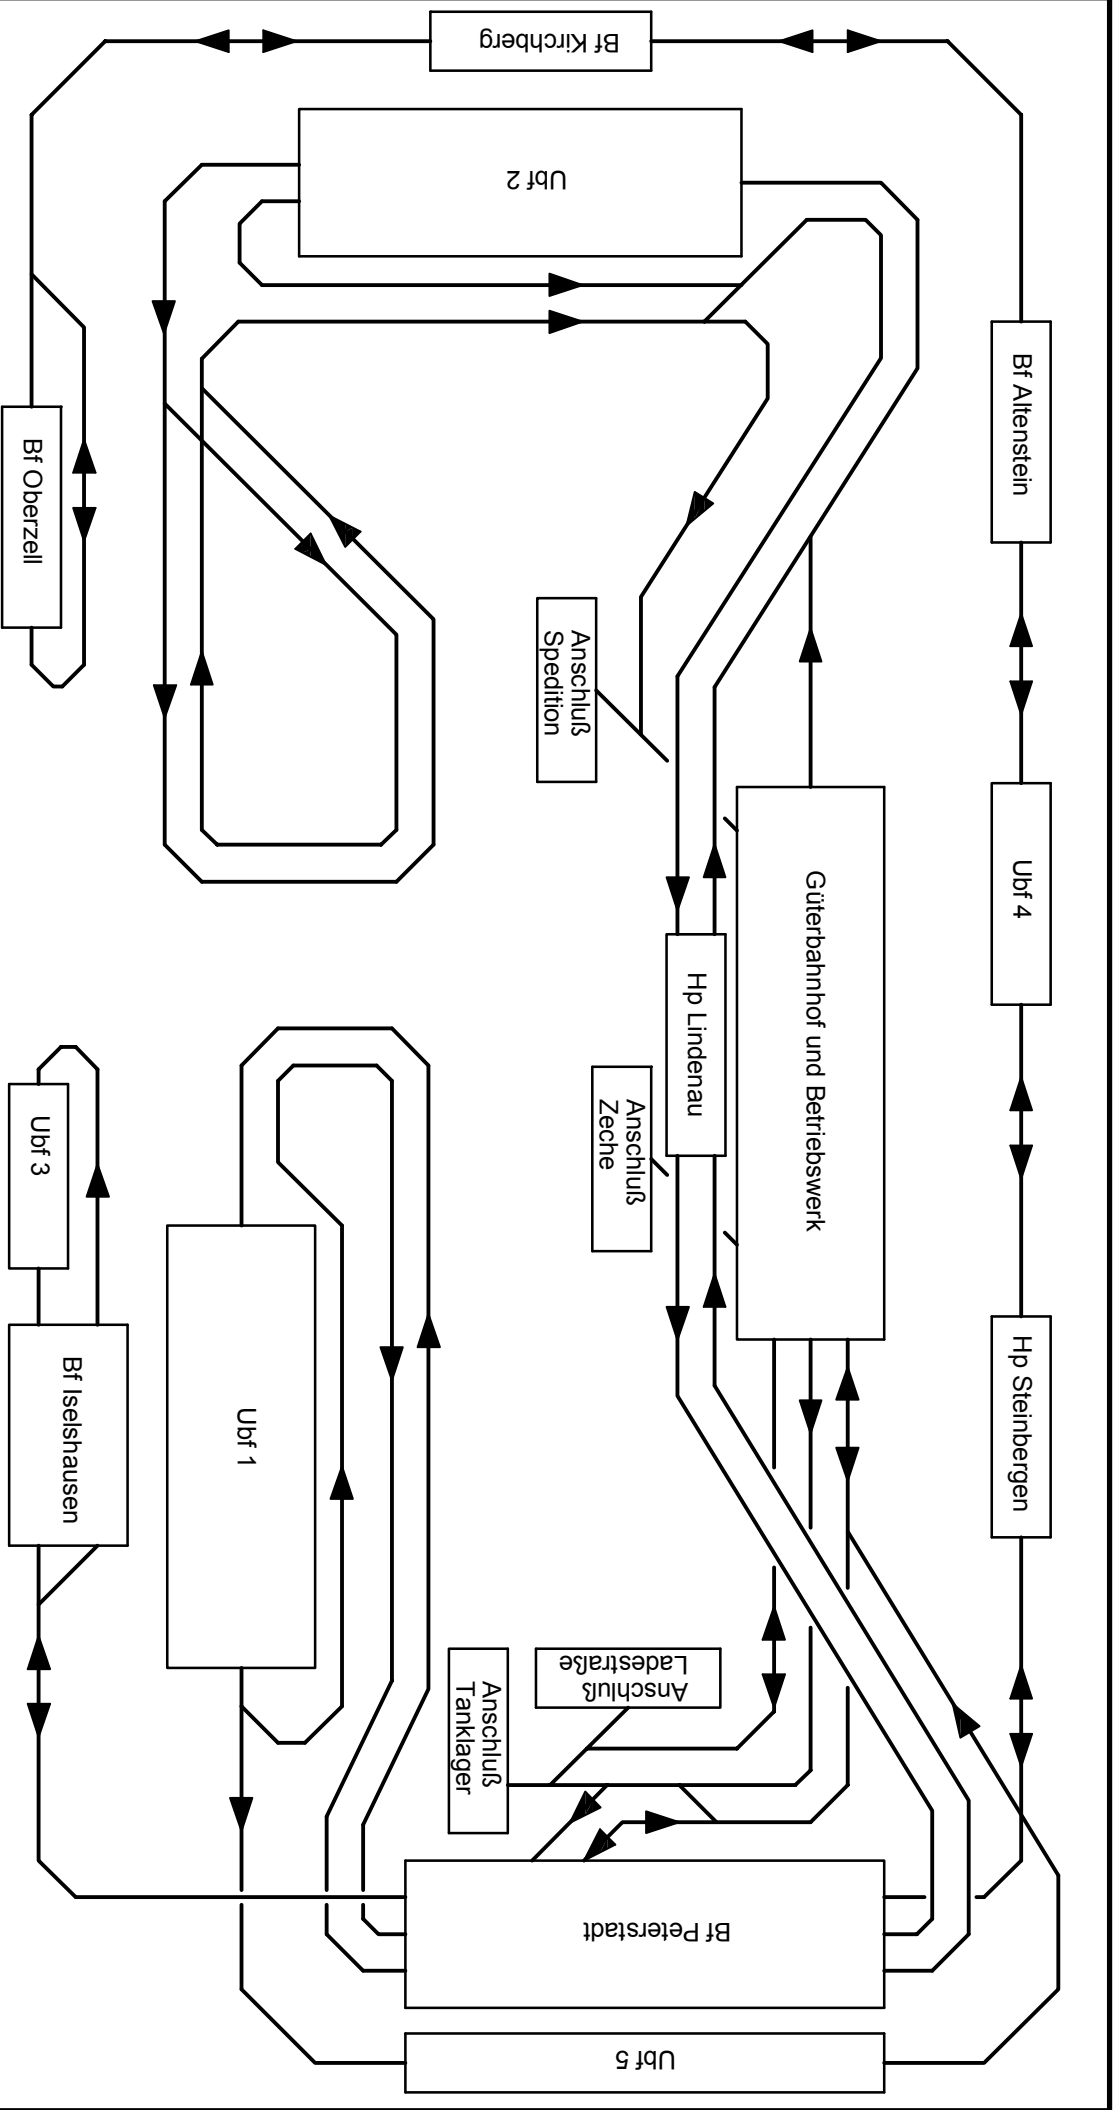 Bf Kirchberg
Ubf 2
Bf Altenstein
Bf Oberzell
Anschluß
Spedition
Ubf 4
Güterbahnhof und Betriebswerk
Hp Lindenau
Anschluß
Zeche
Ubf 3
Ubf 1
Bf Iselshausen
Hp Steinbergen
Anschluß
Ladestraße
Anschluß
Tanklager
Bf Peterstadt
Ubf 5